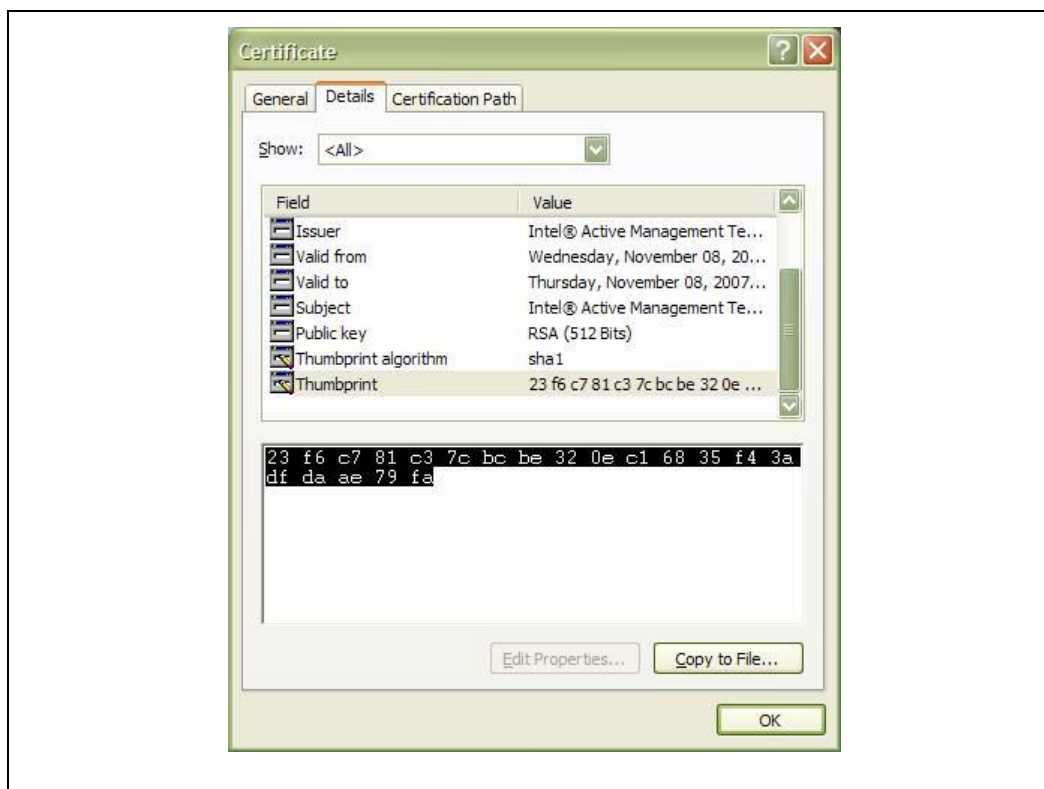 Certificate
General Details Certification Path
Show: <All>
Field Value
Issuer Intel® Active Management Te...
Valid from Wednesday, November 08, 20...
Valid to Thursday, November 08, 2007...
Subject Intel® Active Management Te...
Public key RSA (512 Bits)
Thumbprint algorithm sha1
Thumbprint 23 f6 c7 81 c3 7c bc be 32 0e ...
23 f6 c7 81 c3 7c bc be 32 0e c1 68 35 f4 3a
df da ae 79 fa
Edit Properties... Copy to File...
OK